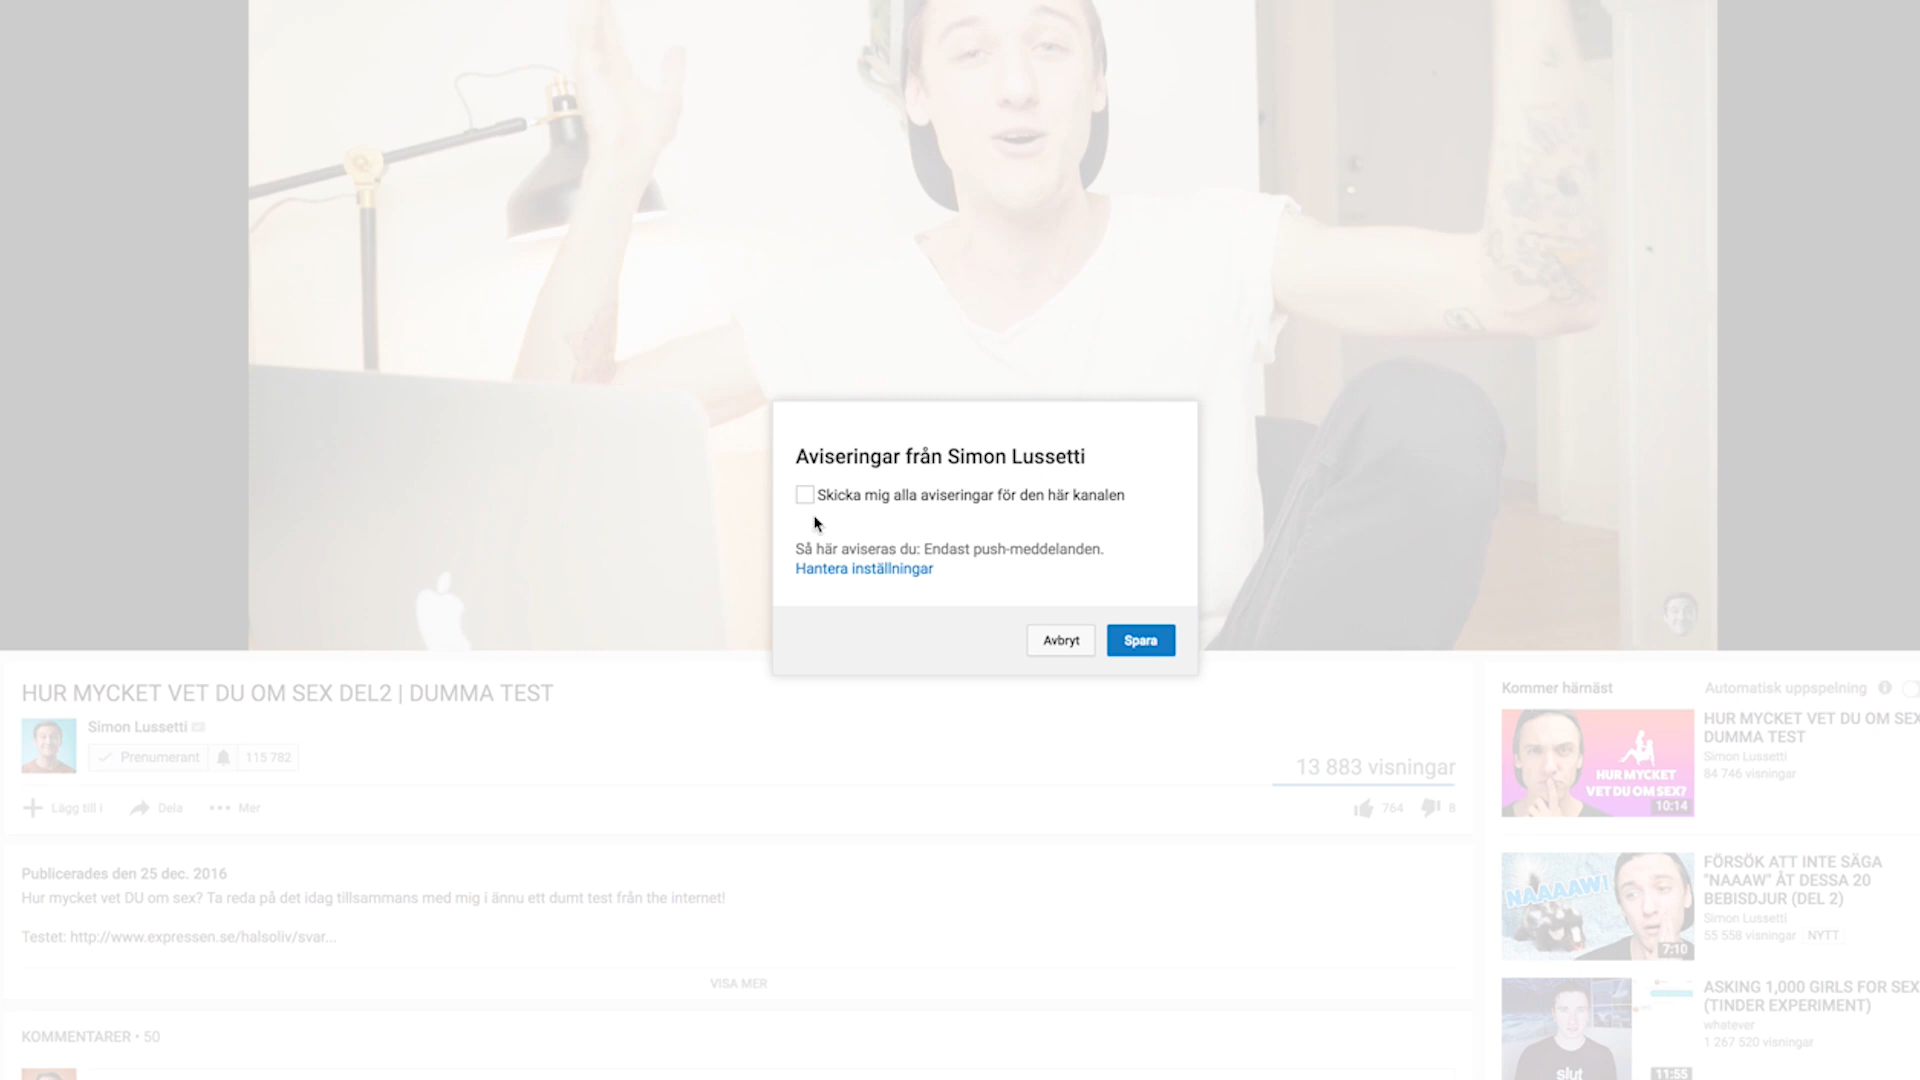 Aviseringar från Simon Lussetti
Skicka mig alla aviseringar för den här kanalen
Så här aviseras du: Endast push-meddelanden.
Hantera inställningar
Avbryt
Spara
HUR MYCKET VET DU OM SEX DEL2 | DUMMA TEST
Simon Lussetti
Prenumerant
115 782
13 883 visningar
Lägg till i
Dela
Mer
764
8
Publicerades den 25 dec. 2016
Hur mycket vet DU om sex? Ta reda på det idag tillsammans med mig i ännu ett dumt test från the internet!
Testet: http://www.expressen.se/halsoliv/svar...
VISA MER
KOMMENTARER • 50
Kommer härnäst
Automatisk uppspelning
HUR MYCKET
VET DU OM SEX?
10:14
HUR MYCKET VET DU OM SEX
DUMMA TEST
Simon Lussetti
84 746 visningar
NAAAAW!
7:10
FÖRSÖK ATT INTE SÄGA
"NAAAW" ÅT DESSA 20
BEBISDJUR (DEL 2)
Simon Lussetti
55 558 visningar
NYTT
slut
11:55
ASKING 1,000 GIRLS FOR SEX
(TINDER EXPERIMENT)
whatever
1 267 520 visningar